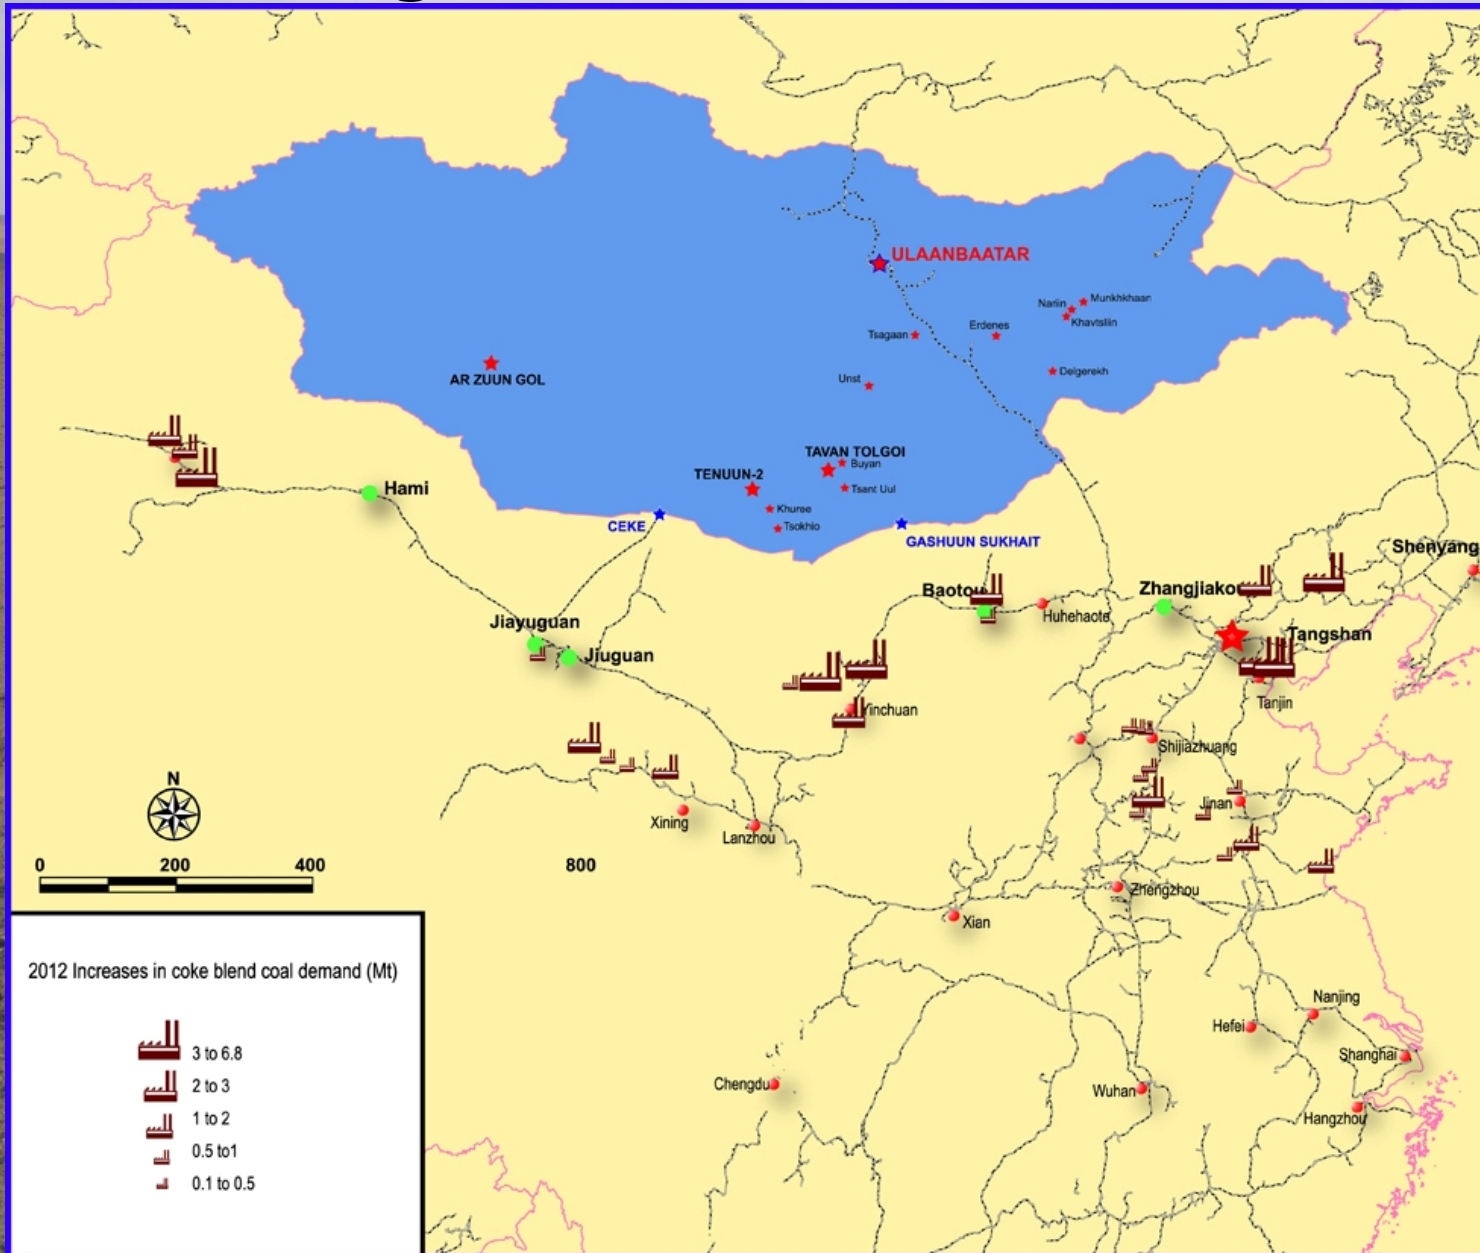 ULAANBAATAR
Nariin
Munkhkhaan
Khavtsliin
Tsagaan
Erdenes
Delgerekh
Unst
AR ZUUN GOL
TAVAN TOLGOI
Buyan
TENUUN-2
Tsant Uul
Khuree
Tsokhio
CEKE
GASHUUN SUKHAIT
Hami
Shenyang
Baotou
Zhangjiakou
Huhehaote
Jiayuguan
Jiuguan
Tangshan
Yinchuan
Tanjin
Shijiazhuang
N
Xining
Lanzhou
Jinan
0 200 400 800
Zhengzhou
Xian
2012 Increases in coke blend coal demand (Mt)
3 to 6.8
2 to 3
1 to 2
0.5 to1
0.1 to 0.5
Nanjing
Hefei
Shanghai
Chengdu
Wuhan
Hangzhou